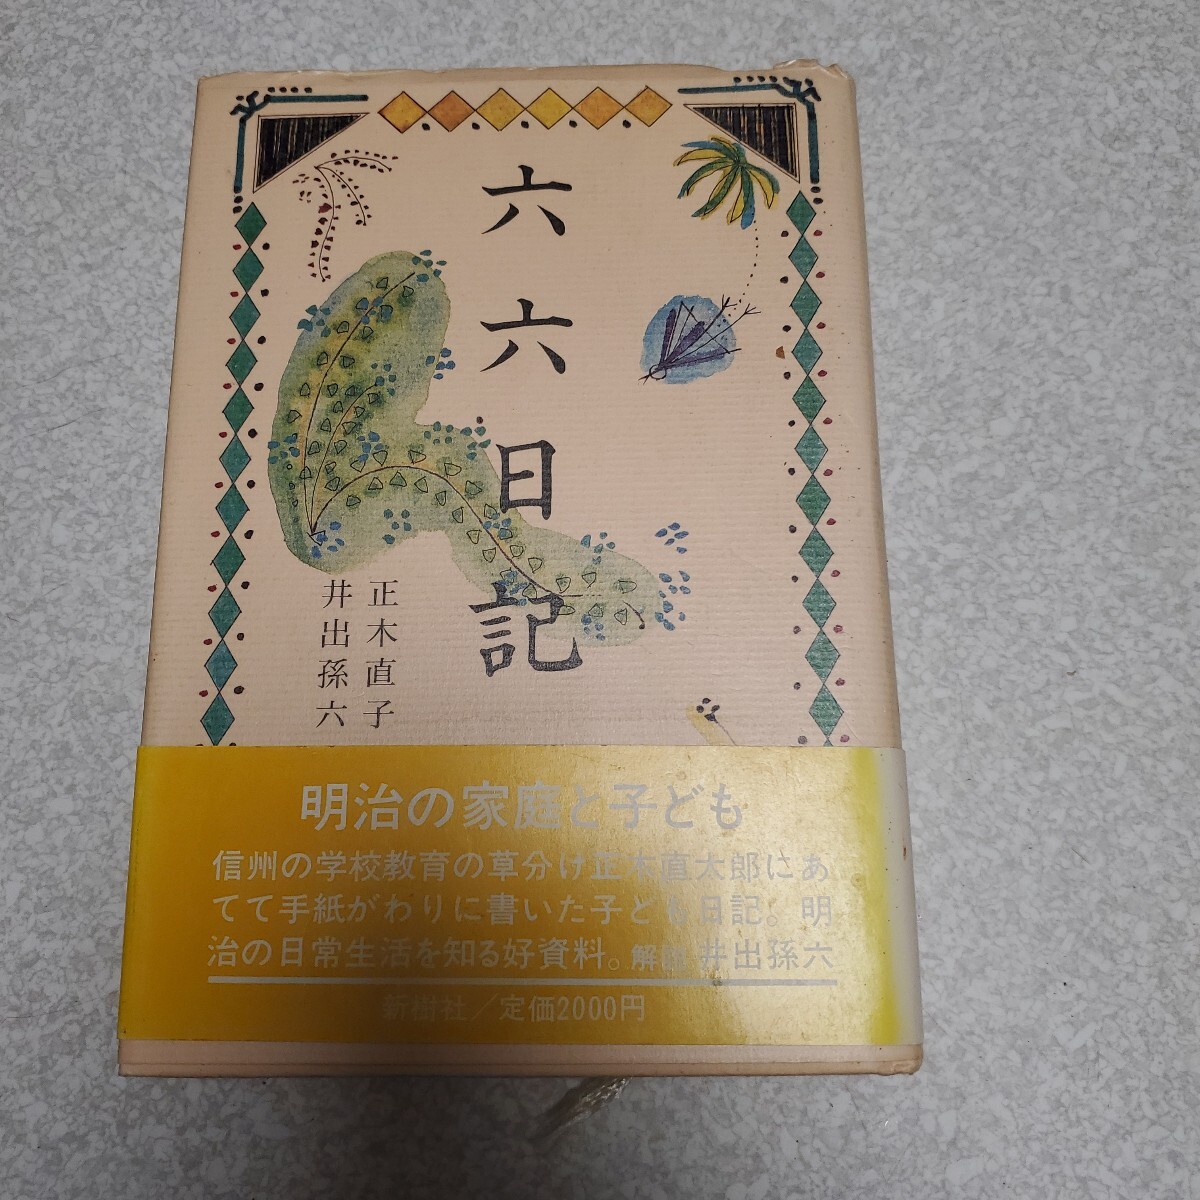 六六日記
正木直子
井出孫六
明治の家庭と子ども
信州の学校教育の草分け正木直太郎にあ
てて手紙がわりに書いた子ども日記。明
治の日常生活を知る好資料。解説 井出孫六
新樹社／定価2000円